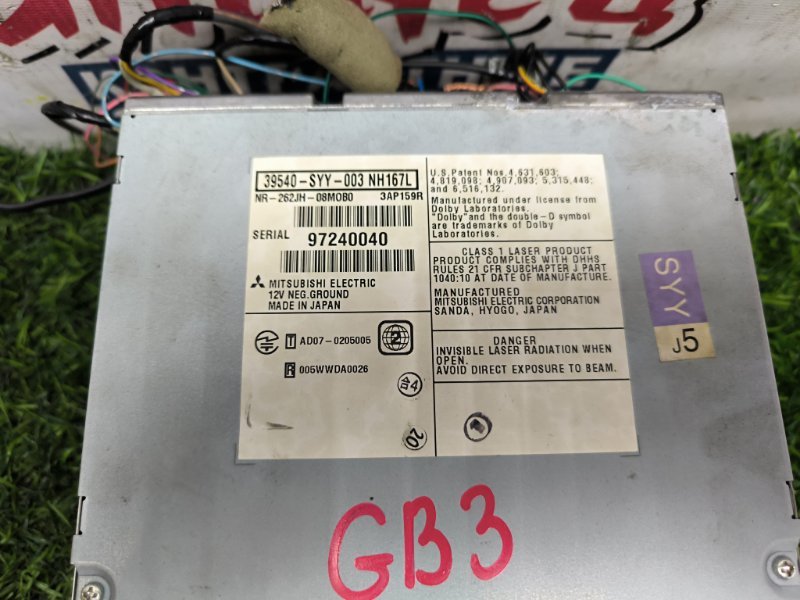 39540-SYY-003 NH167L
NR-262JH-08MOBO 3AP159R
SERIAL 97240040
MITSUBISHI ELECTRIC
12V NEG.GROUND
MADE IN JAPAN
T AD07-0205005
R 005WWDA0026
2
台4
20
U.S.Patent Nos. 4,631,603;
4,819,098; 4,907,093; 5,315,448;
and 6,516,132.
Manufactured under license from
Dolby Laboratories.
"Dolby" and the double-D symbol
are trademarks of Dolby
Laboratories.
CLASS 1 LASER PRODUCT
PRODUCT COMPLIES WITH DHHS
RULES 21 CFR SUBCHAPTER J PART
1040:10 AT DATE OF MANUFACTURE.
MANUFACTURED
MITSUBISHI ELECTRIC CORPORATION
SANDA, HYOGO, JAPAN
DANGER
INVISIBLE LASER RADIATION WHEN
OPEN.
AVOID DIRECT EXPOSURE TO BEAM.
SYY
J5
GB3